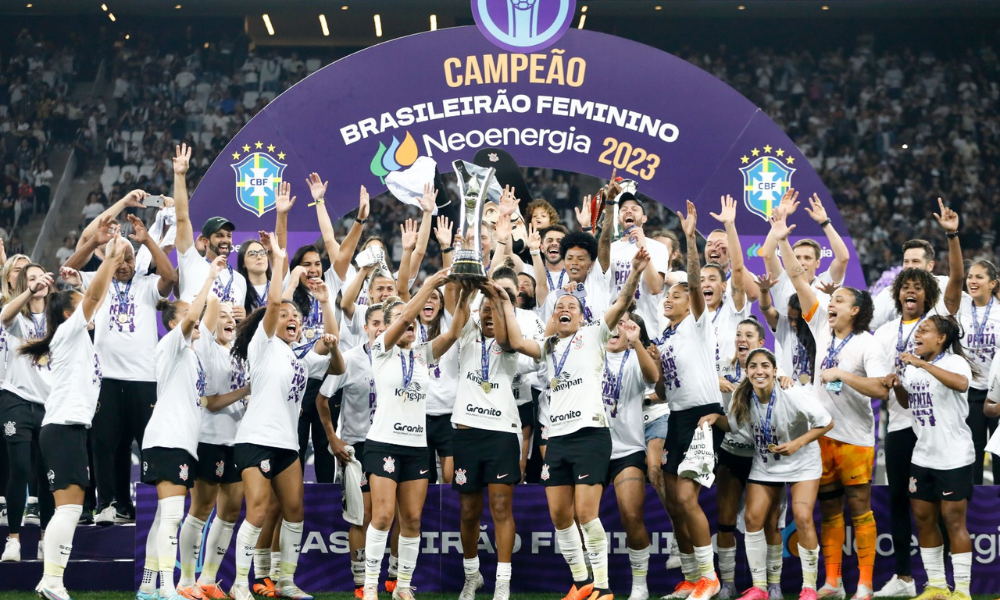 CAMPEÃO
BRASILEIRÃO FEMININO
Neoenergia 2023
CBF
CBF
PENTA
PENTA
PENTA
KingSpan
KingSpan
KingSpan
Granito
Granito
Granito
Granito
BRASILEIRÃO FEMININO
Neoenergia